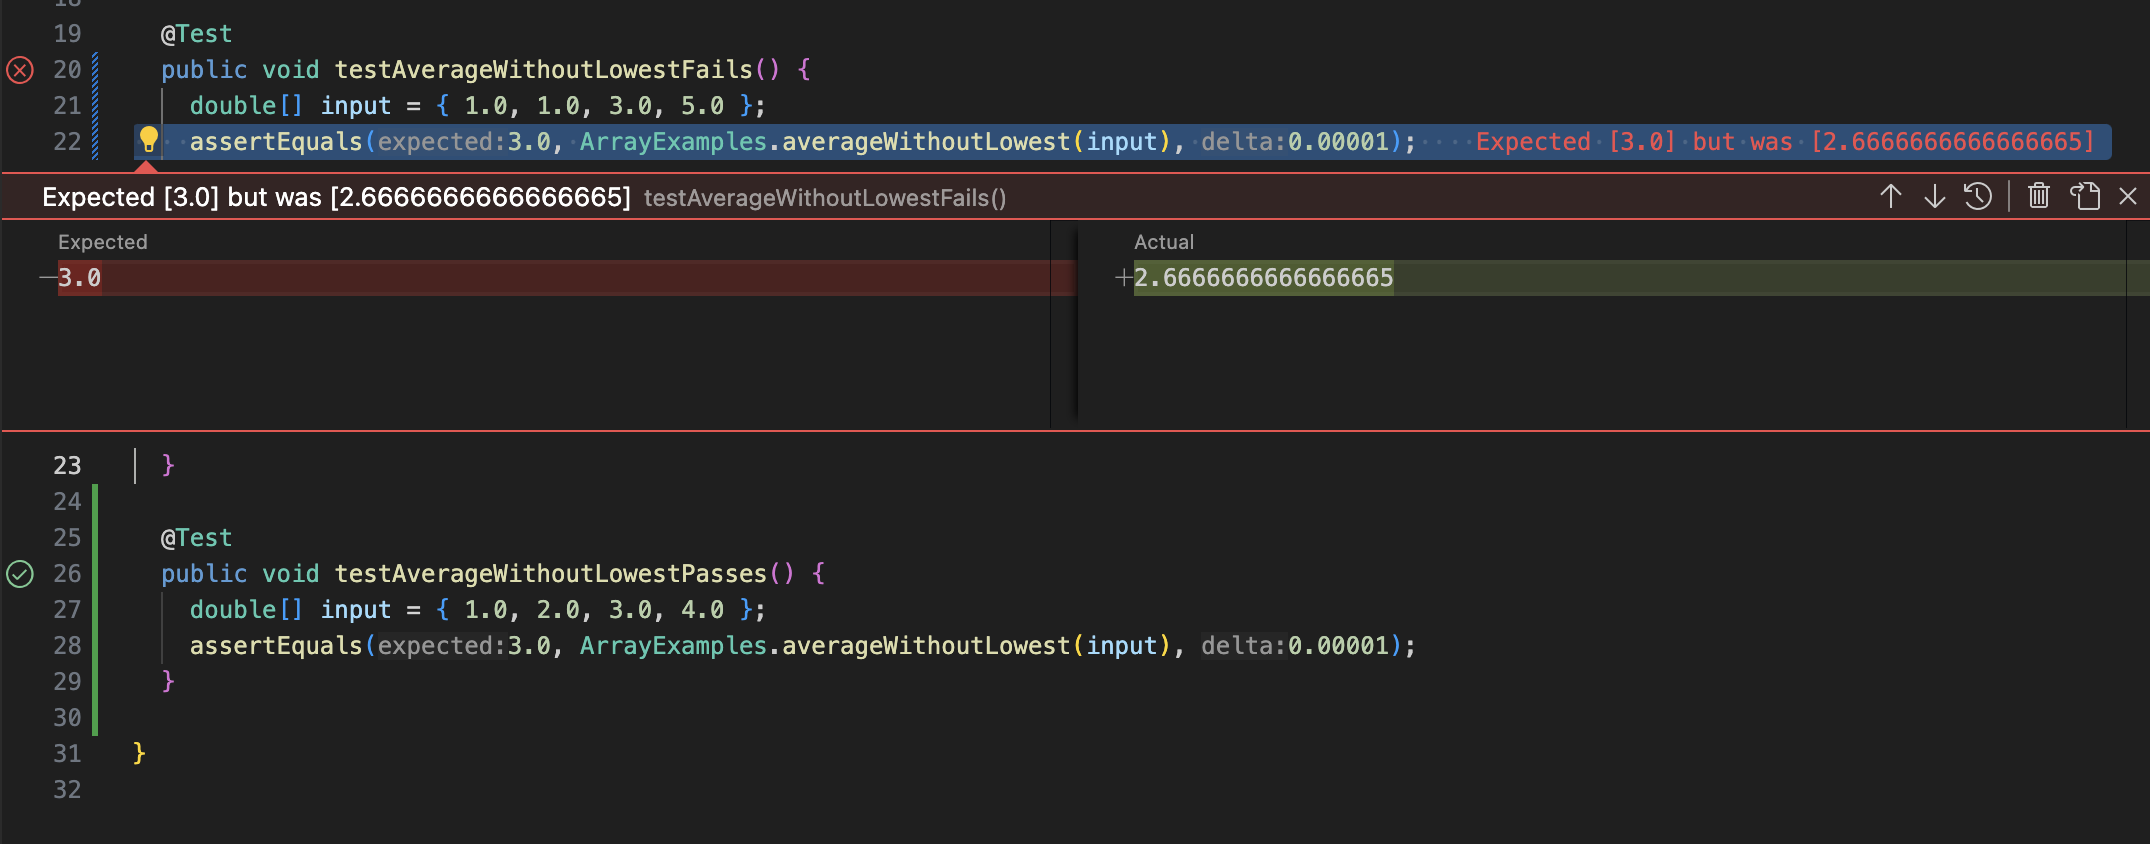 18
19 @Test
20 public void testAverageWithoutLowestFails() {
21 double[] input = { 1.0, 1.0, 3.0, 5.0 };
22 assertEquals(expected:3.0, ArrayExamples.averageWithoutLowest(input), delta:0.00001); Expected [3.0] but was [2.6666666666666665]
Expected [3.0] but was [2.6666666666666665] testAverageWithoutLowestFails()
Expected Actual
—3.0 +2.6666666666666665
23 }
24
25 @Test
26 public void testAverageWithoutLowestPasses() {
27 double[] input = { 1.0, 2.0, 3.0, 4.0 };
28 assertEquals(expected:3.0, ArrayExamples.averageWithoutLowest(input), delta:0.00001);
29 }
30
31 }
32